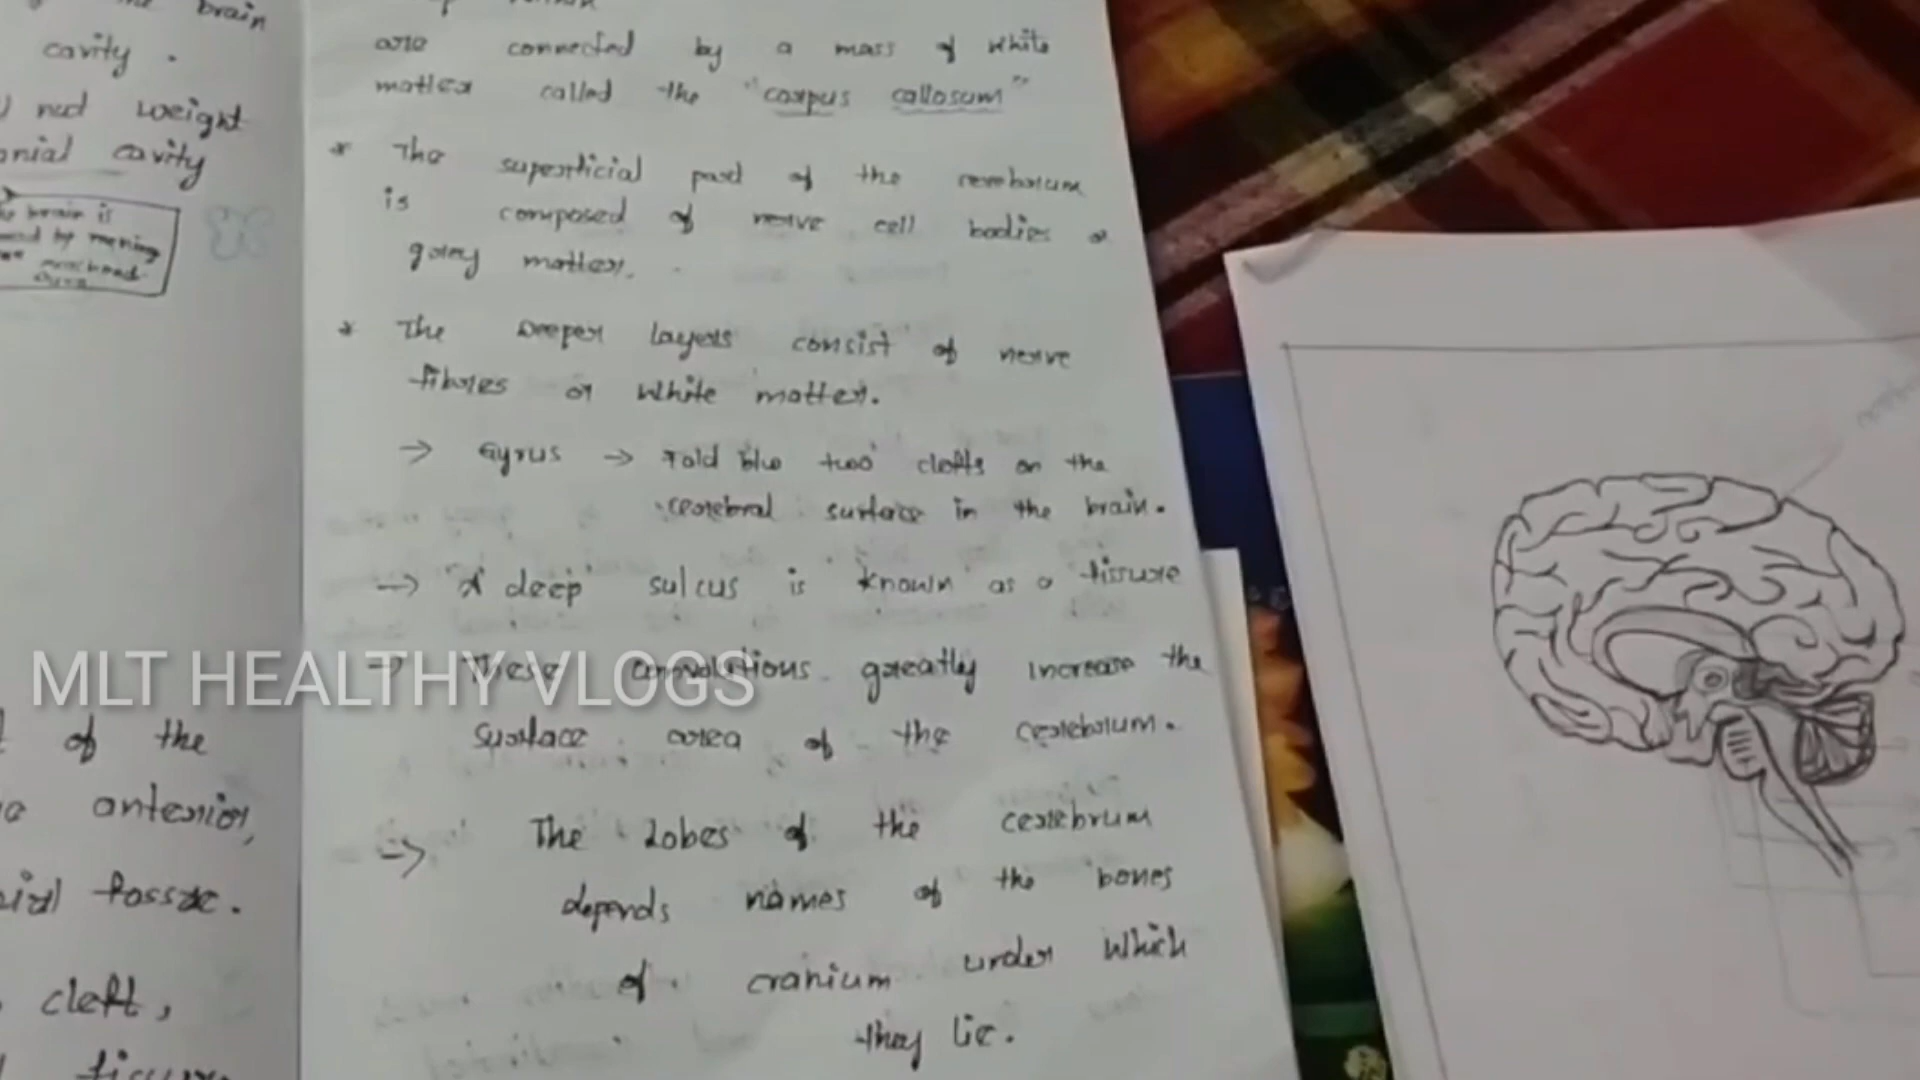 brain
cavity .
weight
cavity
brain is
of the
anterior,
fossae.
cleft,
are connected by a mass of white
matter called the "corpus callosum"
* The superficial part of the cerebrum
is composed of nerve cell bodies or
grey matter.
* The Deeper layers consist of nerve
fibres or white matter.
→ Gyrus → Fold b/w two clefts on the
cerebral surface in the brain.
→ 'A deep' sulcus is known as a fissure
→ These convolutions greatly increase the
surface area of the cerebrum.
→ The Lobes of the cerebrum
depends names of the bones
of cranium under which
they lie.
MLT HEALTHY VLOGS